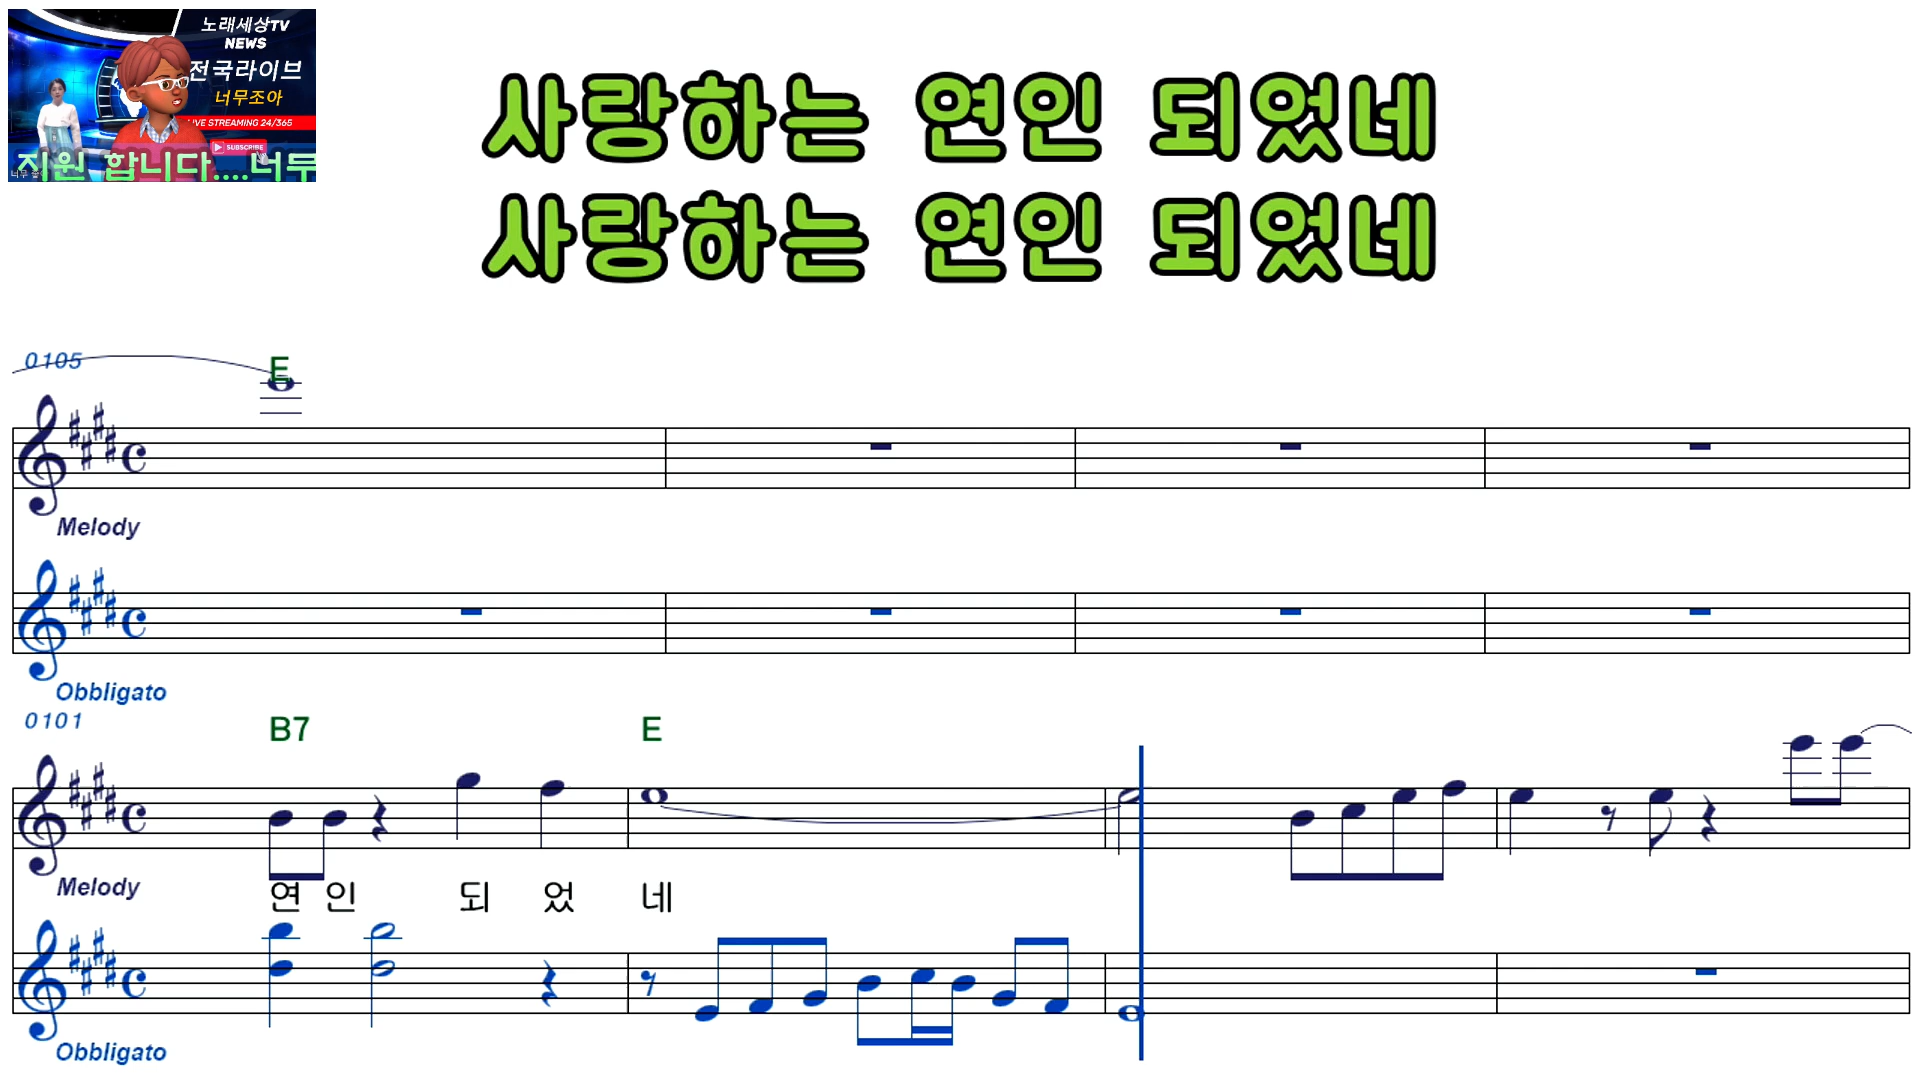 노래세상TV
NEWS
전국라이브
너무조아
LIVE STREAMING 24/365
SUBSCRIBE
직원 합니다....너무
사랑하는 연인 되었네
사랑하는 연인 되었네
0105
E
Melody
Obbligato
0101
B7 E
Melody
연 인 되 었 네
Obbligato